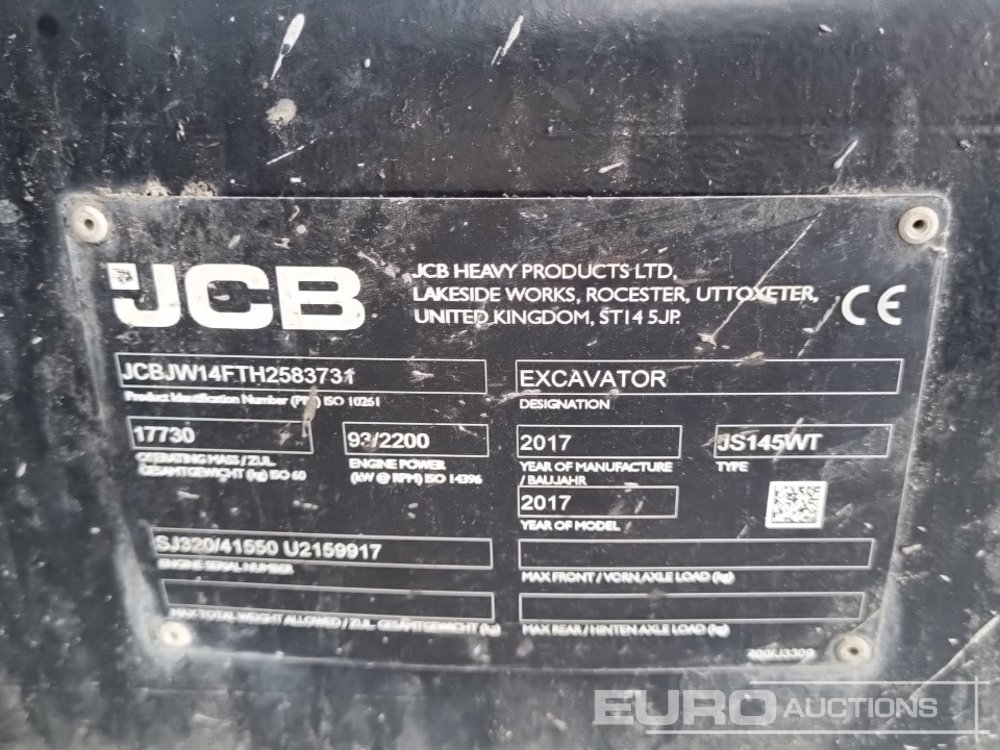 JCB
JCB HEAVY PRODUCTS LTD,
LAKESIDE WORKS, ROCESTER, UTTOXETER,
UNITED KINGDOM, ST14 5JP.
CE
JCBJW14FTH2583731
Product Identification Number (PIN) ISO 10261
EXCAVATOR
DESIGNATION
17730
OPERATING MASS / ZUL.
GESAMTGEWICHT (kg) ISO 60
93/2200
ENGINE POWER
(kW @ RPM) ISO 14396
2017
YEAR OF MANUFACTURE
/ BAUJAHR
JS145WT
TYPE
2017
YEAR OF MODEL
SJ320/41550 U2159917
ENGINE SERIAL NUMBER
MAX FRONT / VORN AXLE LOAD (kg)
MAX TOTAL WEIGHT ALLOWED / ZUL. GESAMTGEWICHT (kg)
MAX REAR / HINTEN AXLE LOAD (kg)
400/J3309
EURO AUCTIONS